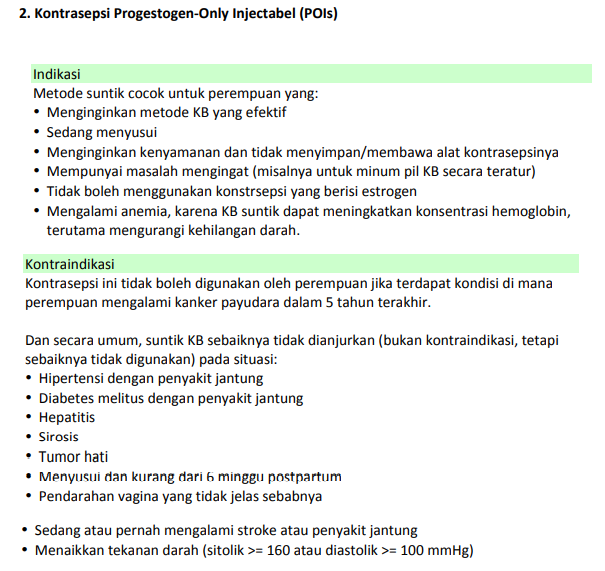 2. Kontrasepsi Progestogen-Only Injectabel (POIs)
Indikasi
Metode suntik cocok untuk perempuan yang:
• Menginginkan metode KB yang efektif
• Sedang menyusui
• Menginginkan kenyamanan dan tidak menyimpan/membawa alat kontrasepsinya
• Mempunyai masalah mengingat (misalnya untuk minum pil KB secara teratur)
• Tidak boleh menggunakan konstrsepsi yang berisi estrogen
• Mengalami anemia, karena KB suntik dapat meningkatkan konsentrasi hemoglobin,
terutama mengurangi kehilangan darah.
Kontraindikasi
Kontrasepsi ini tidak boleh digunakan oleh perempuan jika terdapat kondisi di mana
perempuan mengalami kanker payudara dalam 5 tahun terakhir.
Dan secara umum, suntik KB sebaiknya tidak dianjurkan (bukan kontraindikasi, tetapi
sebaiknya tidak digunakan) pada situasi:
• Hipertensi dengan penyakit jantung
• Diabetes melitus dengan penyakit jantung
• Hepatitis
• Sirosis
• Tumor hati
• Menyusui dan kurang dari 6 minggu postpartum
• Pendarahan vagina yang tidak jelas sebabnya
• Sedang atau pernah mengalami stroke atau penyakit jantung
• Menaikkan tekanan darah (sitolik >= 160 atau diastolik >= 100 mmHg)